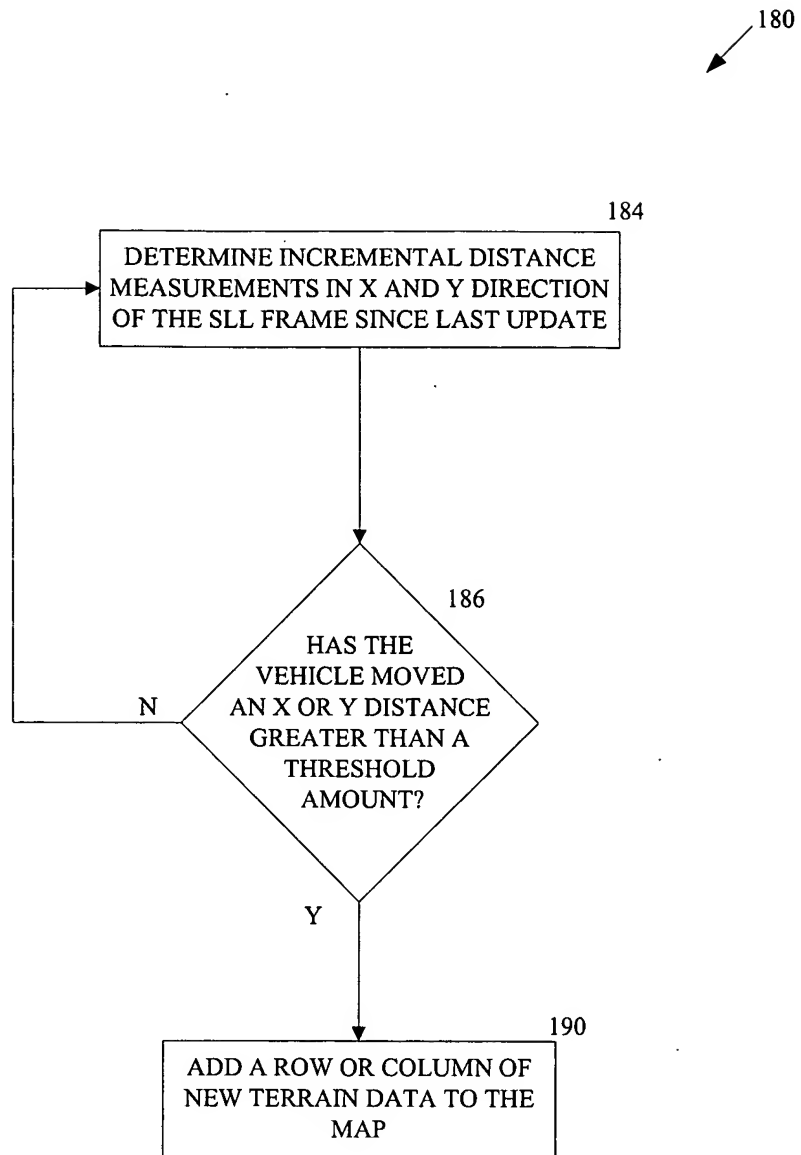 180
184
DETERMINE INCREMENTAL DISTANCE
MEASUREMENTS IN X AND Y DIRECTION
OF THE SLL FRAME SINCE LAST UPDATE
186
HAS THE
VEHICLE MOVED
AN X OR Y DISTANCE
GREATER THAN A
THRESHOLD
AMOUNT?
N
Y
190
ADD A ROW OR COLUMN OF
NEW TERRAIN DATA TO THE
MAP